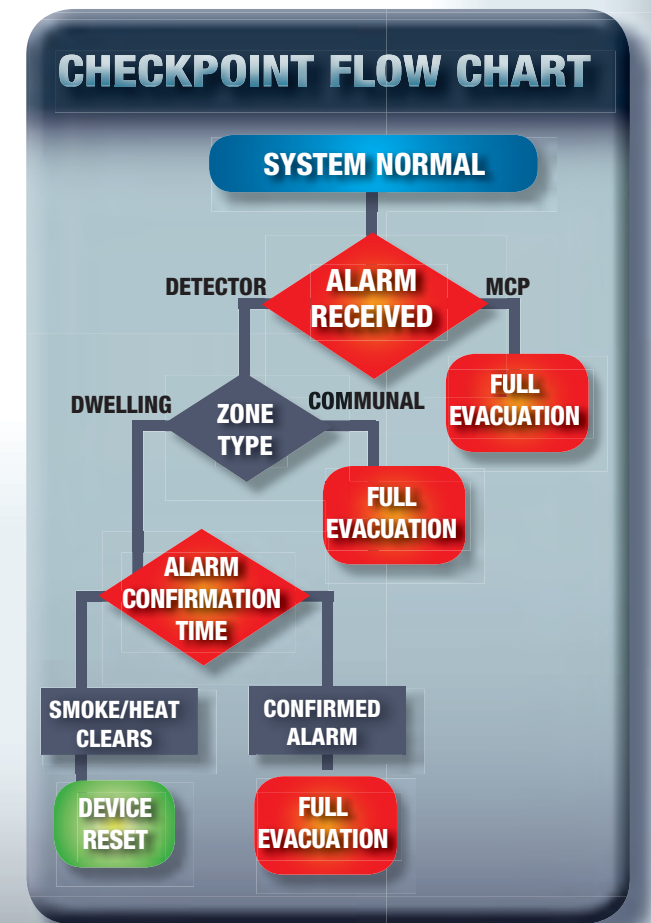 CHECKPOINT FLOW CHART
SYSTEM NORMAL
ALARM
RECEIVED
DETECTOR
MCP
FULL
EVACUATION
ZONE
TYPE
DWELLING
COMMUNAL
FULL
EVACUATION
ALARM
CONFIRMATION
TIME
SMOKE/HEAT
CLEARS
CONFIRMED
ALARM
DEVICE
RESET
FULL
EVACUATION